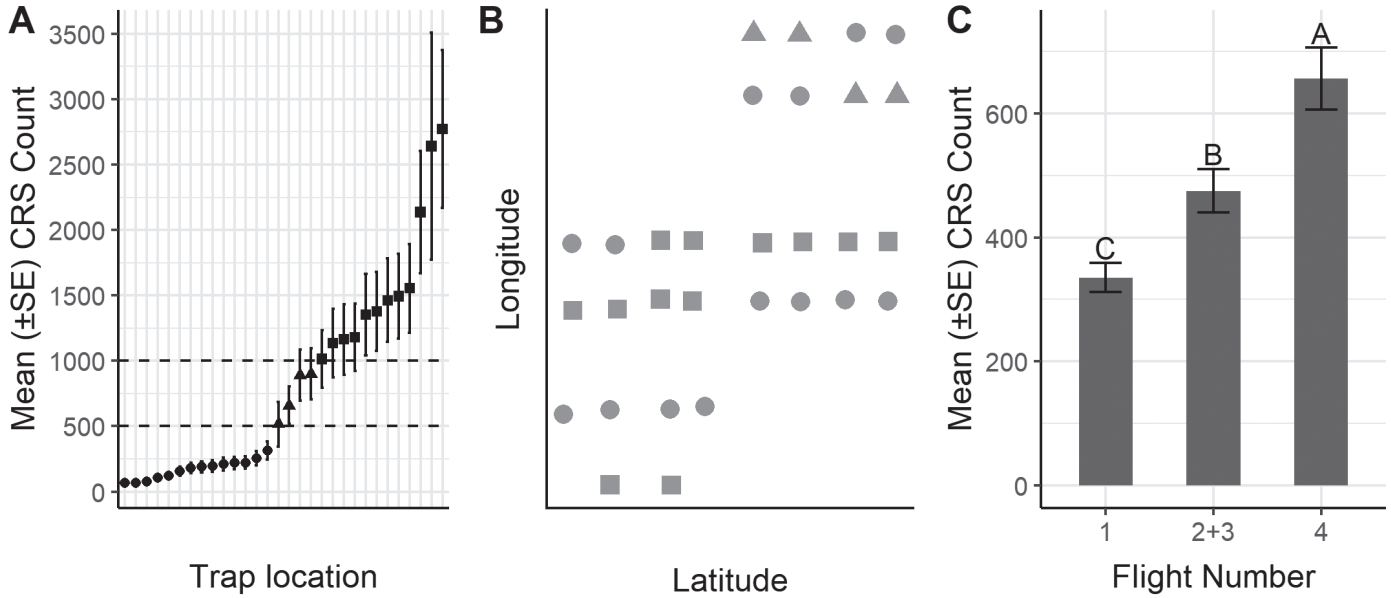 A
Mean (±SE) CRS Count
3500
3000
2500
2000
1500
1000
500
0
Trap location
B
Longitude
Latitude
C
Mean (±SE) CRS Count
600
400
200
0
C
B
A
1
2+3
4
Flight Number